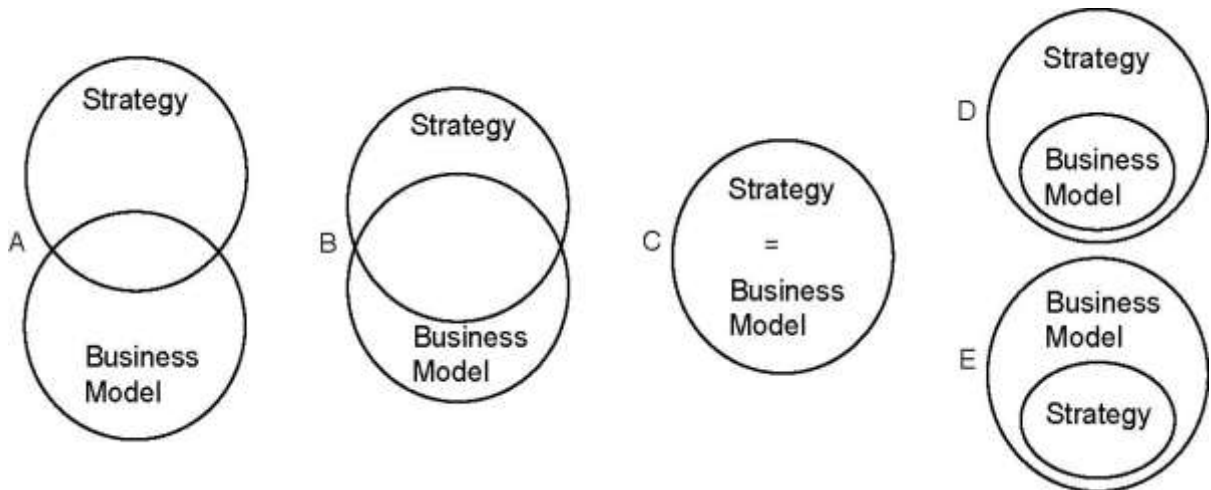 A
Strategy
Business
Model
B
Strategy
Business
Model
C
Strategy
=
Business
Model
D
Strategy
Business
Model
E
Business
Model
Strategy